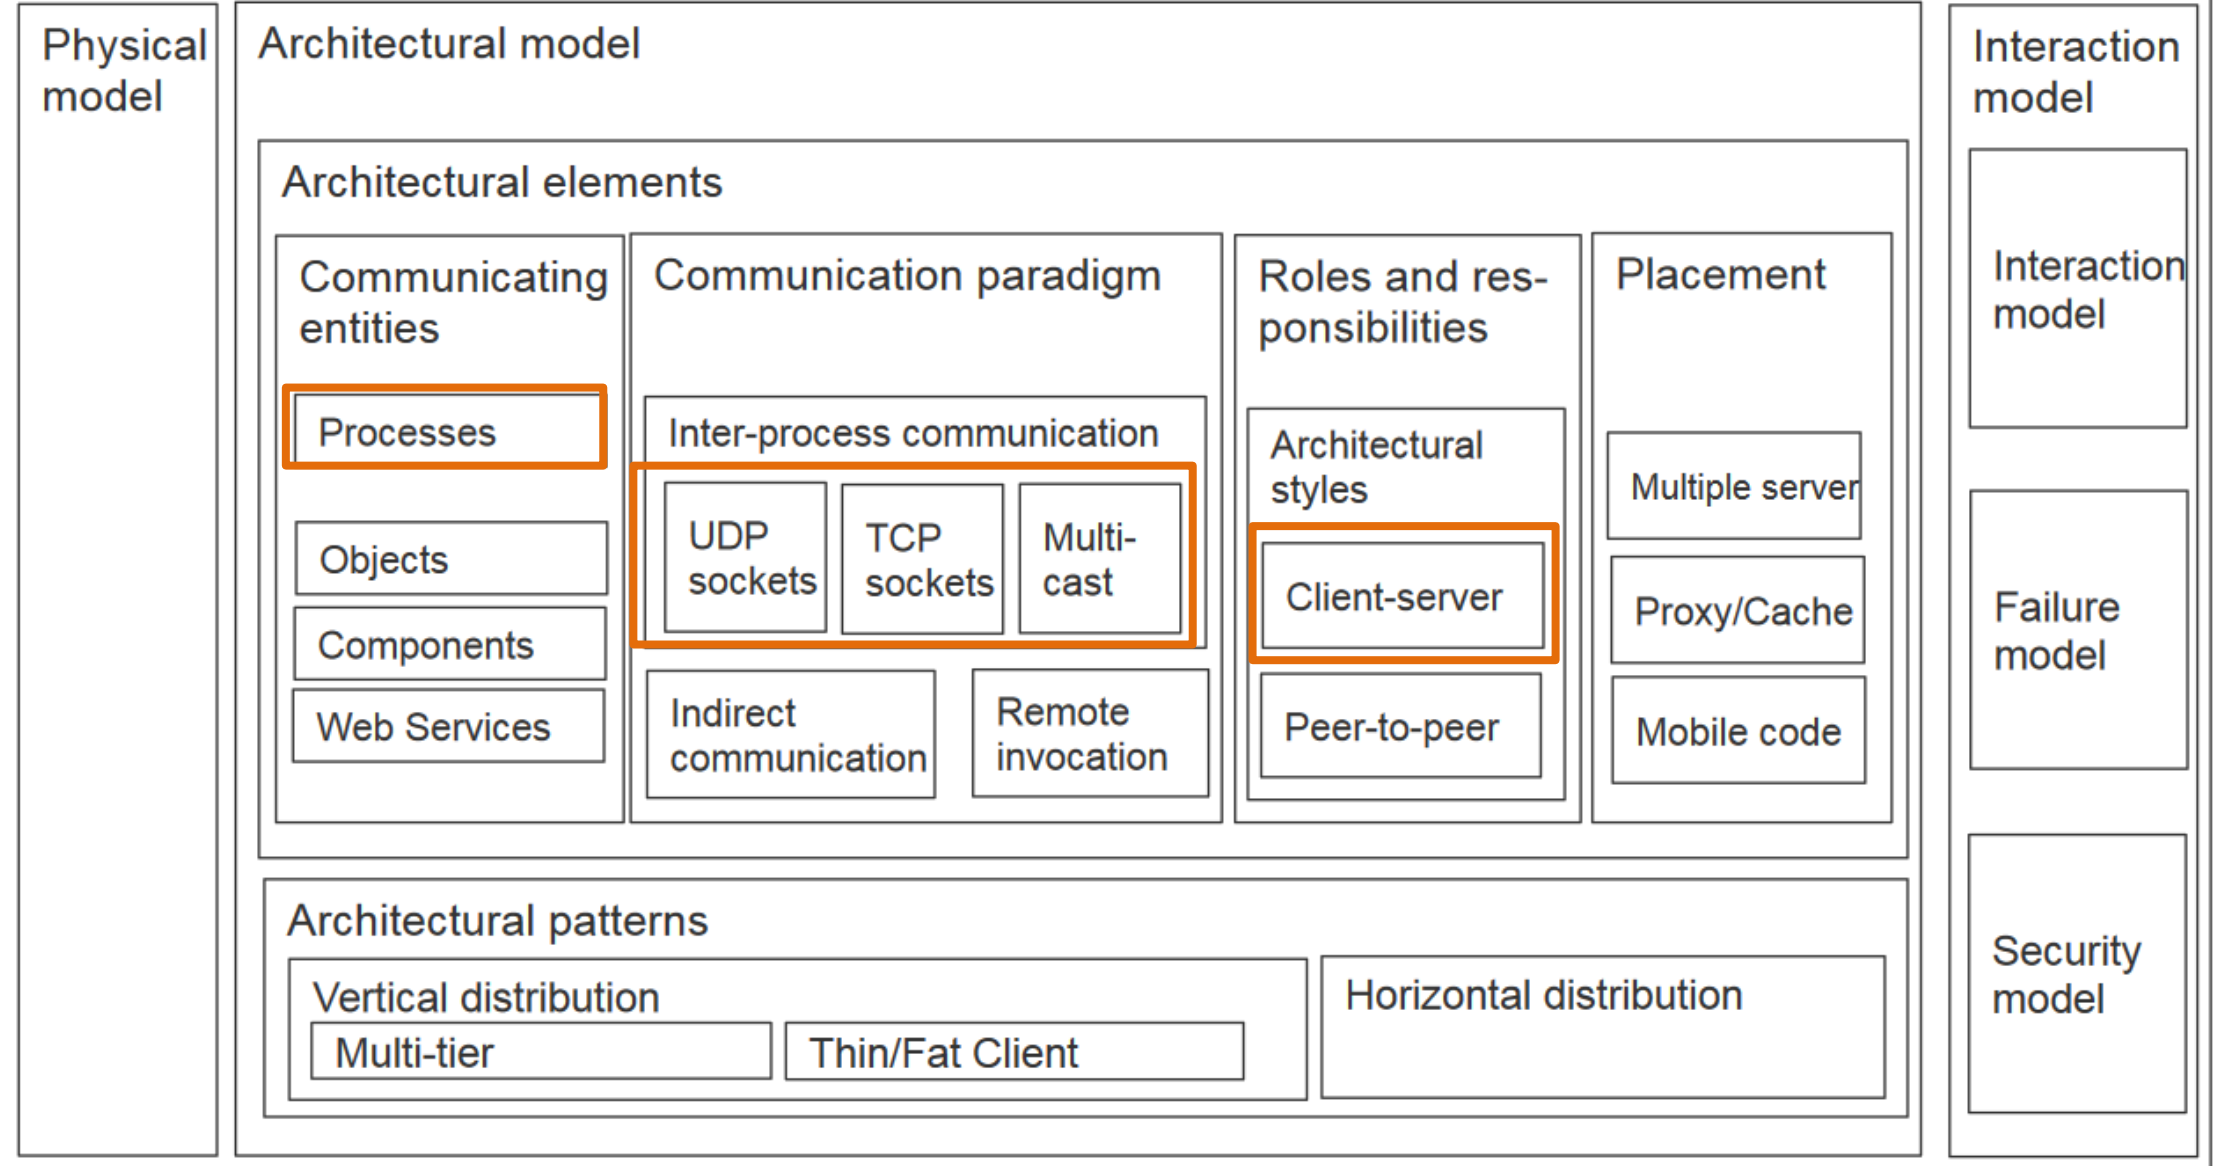 Physical
model
Architectural model
Architectural elements
Communicating
entities
Processes
Objects
Components
Web Services
Communication paradigm
Inter-process communication
UDP
sockets
TCP
sockets
Multi-
cast
Indirect
communication
Remote
invocation
Roles and res-
ponsibilities
Architectural
styles
Client-server
Peer-to-peer
Placement
Multiple server
Proxy/Cache
Mobile code
Architectural patterns
Vertical distribution
Multi-tier
Thin/Fat Client
Horizontal distribution
Interaction
model
Interaction
model
Failure
model
Security
model